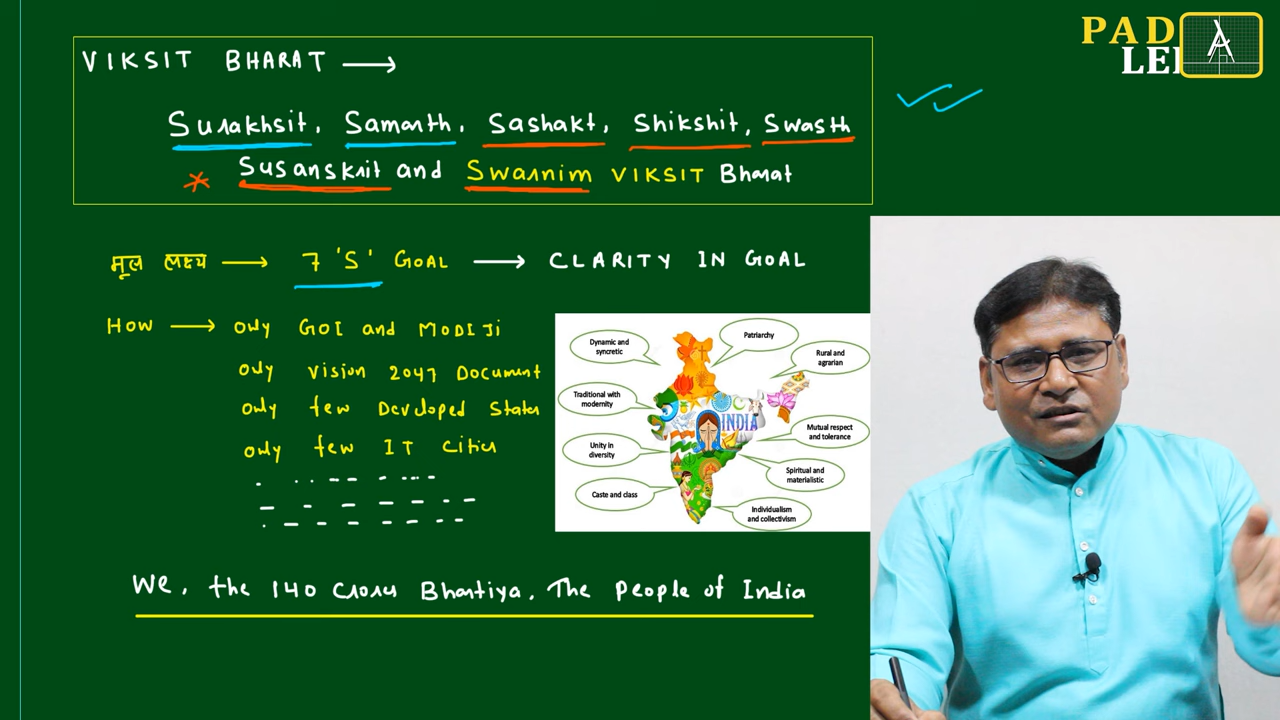 VIKSIT BHARAT →
Surakhsit, Samarth, Sashakt, Shikshit, Swasth
* Susanskrit and Swarnim VIKSIT Bharat
मूल लक्ष्य → 7 'S' GOAL → CLARITY IN GOAL
HOW → only GOI and MODI Ji
only Vision 2047 Document
only few Developed States
only few IT Cities
We, the 140 Crores Bhartiya, The People of India
Dynamic and
syncretic
Patriarchy
Rural and
agrarian
Traditional with
modernity
INDIA
Mutual respect
and tolerance
Unity in
diversity
Spiritual and
materialistic
Caste and class
Individualism
and collectivism
PAD